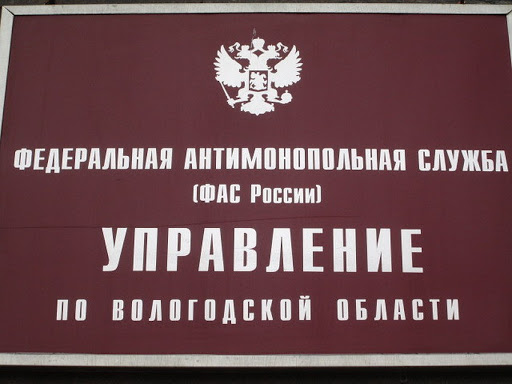 ФЕДЕРАЛЬНАЯ АНТИМОНОПОЛЬНАЯ СЛУЖБА
(ФАС России)
УПРАВЛЕНИЕ
ПО ВОЛОГОДСКОЙ ОБЛАСТИ